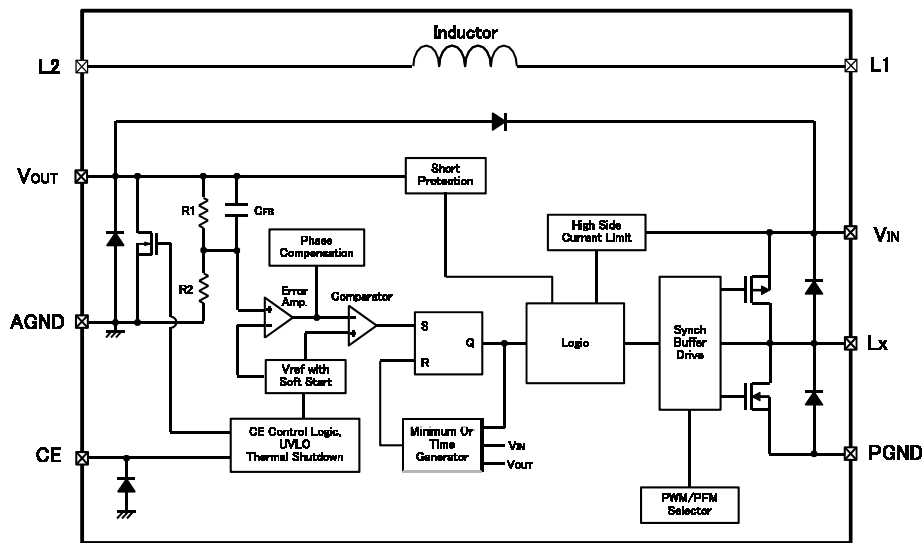 Inductor
L2
L1
VOUT
Short
Protection
R1
CFB
High Side
Current Limit
VIN
Phase
Compensation
R2
Error
Amp.
Comparator
AGND
S
Q
R
Logic
Synch
Buffer
Drive
Lx
Vref with
Soft Start
CE Control Logic,
UVLO
Thermal Shutdown
Minimum Or
Time
Generator
VIN
VOUT
CE
PGND
PWM/PFM
Selector